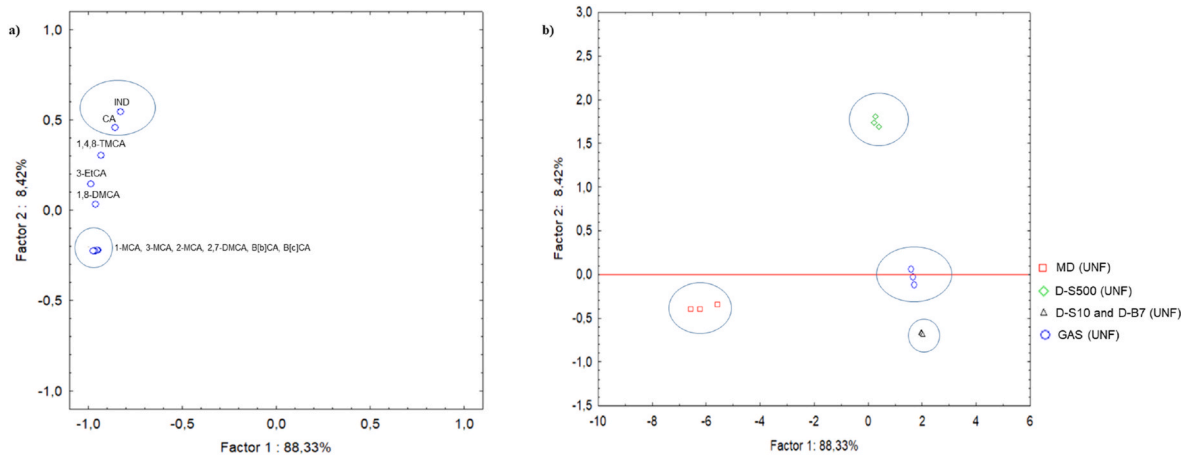 a)
1,0
0,5
0,0
-0,5
-1,0
Factor 2 : 8,42%
IND
CA
1,4,8-TMCA
3-EtCA
1,8-DMCA
1-MCA, 3-MCA, 2-MCA, 2,7-DMCA, B[b]CA, B[c]CA
-1,0 -0,5 0,0 0,5 1,0
Factor 1 : 88,33%
b)
3,0
2,5
2,0
1,5
1,0
0,5
0,0
-0,5
-1,0
-1,5
Factor 2: 8,42%
-10 -8 -6 -4 -2 0 2 4 6
Factor 1: 88,33%
MD (UNF)
D-S500 (UNF)
D-S10 and D-B7 (UNF)
GAS (UNF)